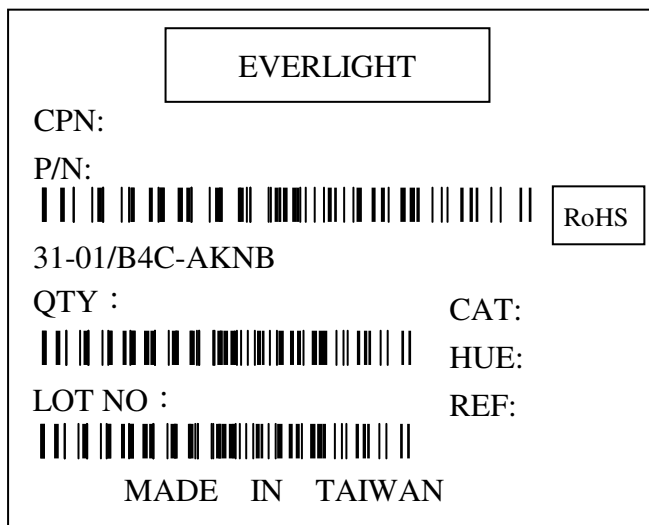 EVERLIGHT
CPN:
P/N:
RoHS
31-01/B4C-AKNB
QTY：
CAT:
HUE:
LOT NO：
REF:
MADE IN TAIWAN